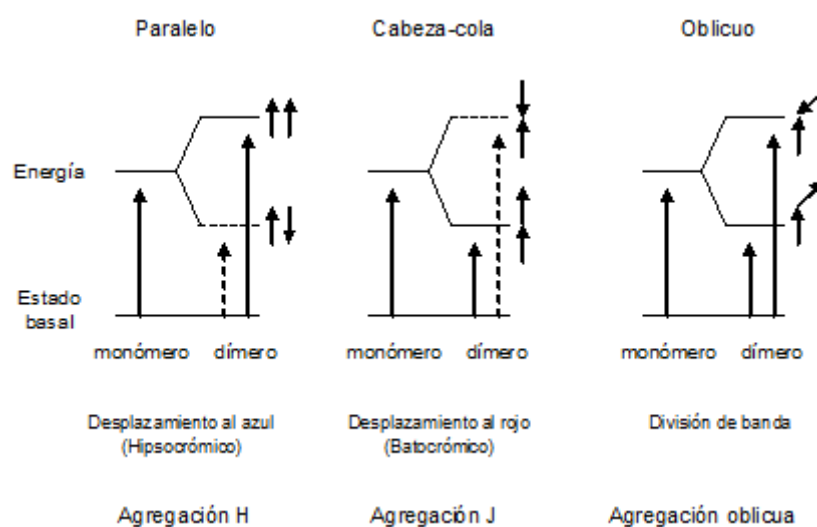 Paralelo Cabeza-cola Oblicuo
Energía
Estado
basal
monómero dímero monómero dímero monómero dímero
Desplazamiento al azul Desplazamiento al rojo División de banda
(Hipsocrómico) (Batocrómico)
Agregación H Agregación J Agregación oblicua